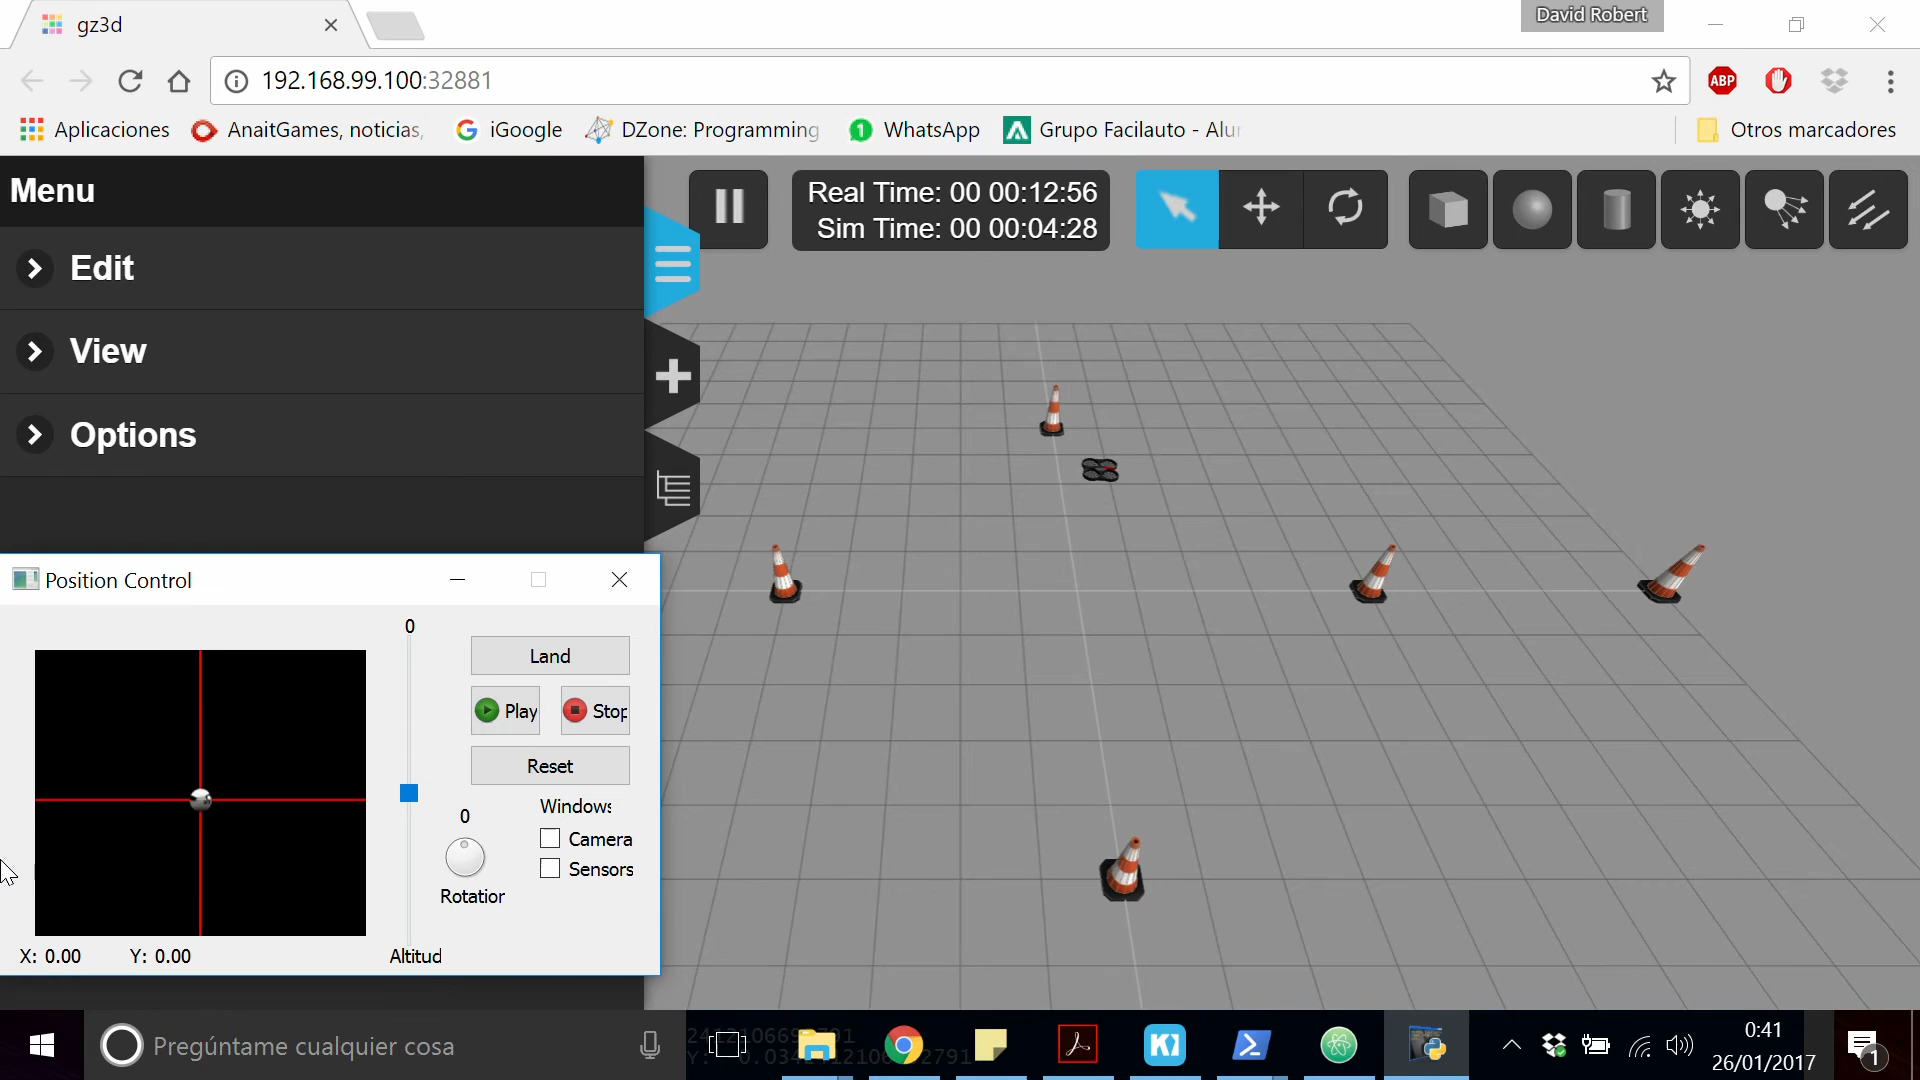 gz3d
David Robert
192.168.99.100:32881
ABP
Aplicaciones
AnaitGames, noticias,
iGoogle
DZone: Programming
1
WhatsApp
Grupo Facilauto - Alu
Otros marcadores
Menu
Edit
View
Options
Real Time: 00 00:12:56
Sim Time: 00 00:04:28
Position Control
0
Land
Play
Stop
Reset
Windows
Camera
Sensors
0
Rotation
X: 0.00
Y: 0.00
Altitud
Pregúntame cualquier cosa
0:41
26/01/2017
1